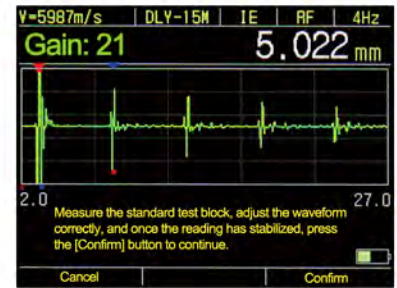 V=5987m/s DLY-15M IE RF 4Hz
Gain: 21 5.022 mm
2.0 27.0
Measure the standard test block, adjust the waveform
correctly, and once the reading has stabilized, press
the [Confirm] button to continue.
Cancel Confirm